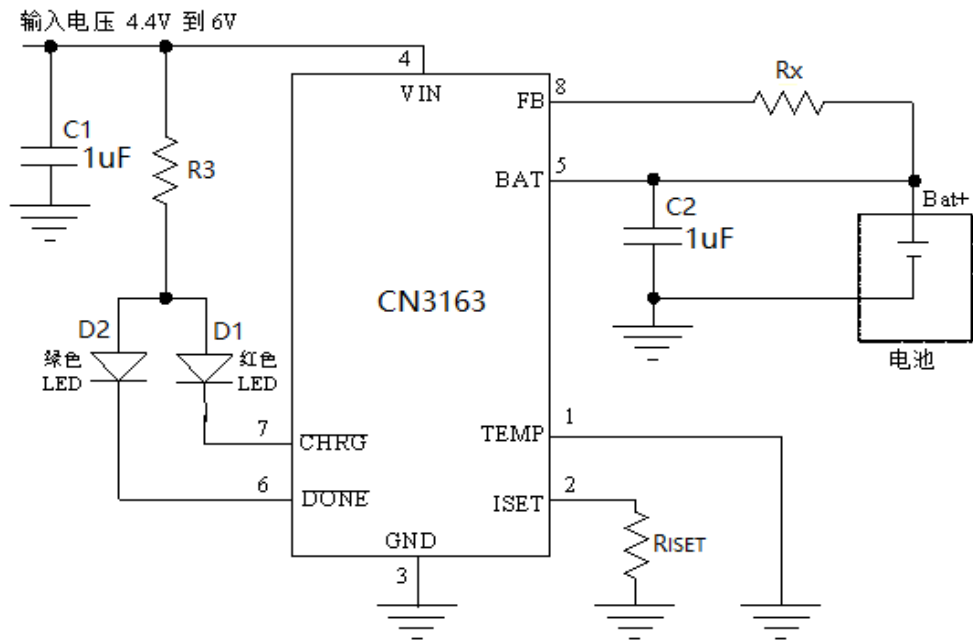 输入电压 4.4V 到 6V
4
VIN
FB
8
Rx
C1
1uF
R3
BAT
5
Bat+
C2
1uF
CN3163
D2
D1
绿色
LED
红色
LED
电池
7
CHRG
TEMP
1
6
DONE
ISET
2
RISET
GND
3